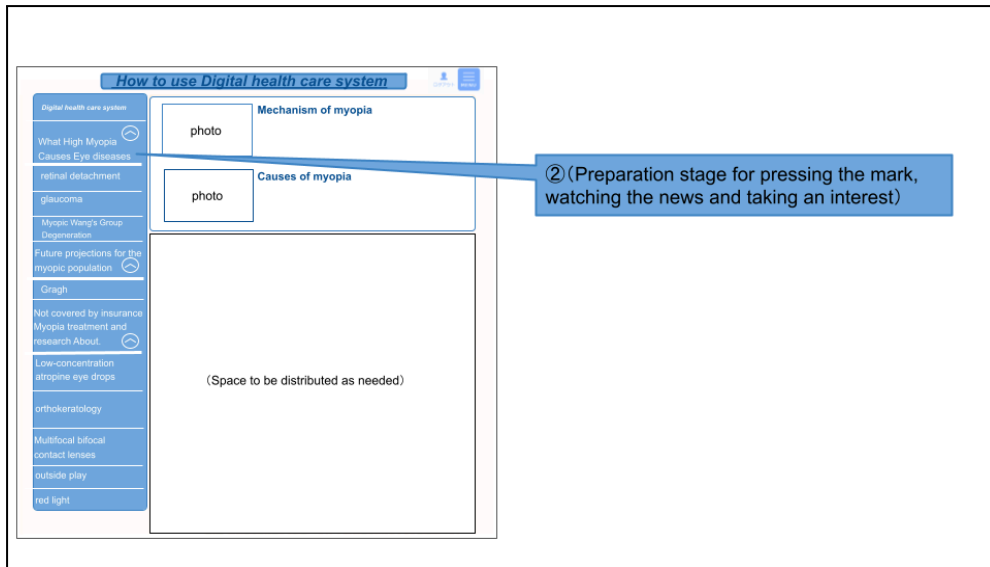 How to use Digital health care system
MENU
Digital health care system
What High Myopia
Causes Eye diseases
retinal detachment
glaucoma
Myopic Wang's Group
Degeneration
Future projections for the
myopic population
Gragh
Not covered by insurance
Myopia treatment and
research About.
Low-concentration
atropine eye drops
orthokeratology
Multifocal bifocal
contact lenses
outside play
red light
photo
Mechanism of myopia
photo
Causes of myopia
(Space to be distributed as needed)
②(Preparation stage for pressing the mark,
watching the news and taking an interest)